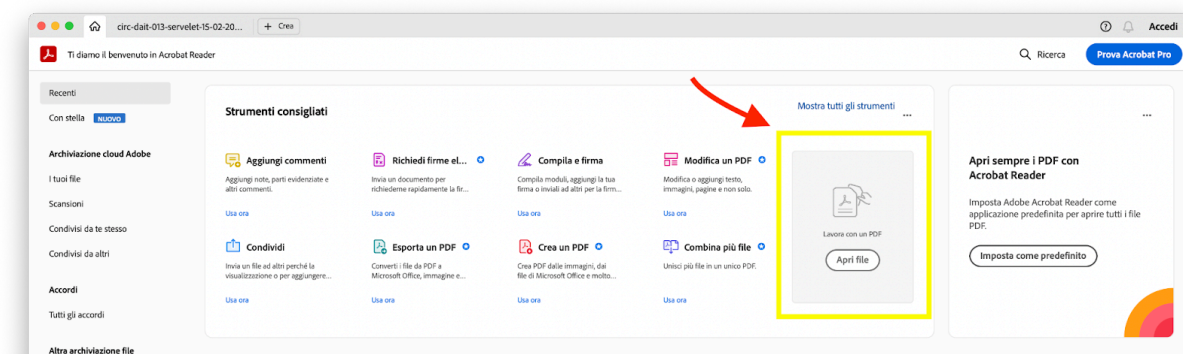 circ-dait-013-servelet-15-02-20...
+ Crea
Accedi
Ti diamo il benvenuto in Acrobat Reader
Ricerca
Prova Acrobat Pro
Recenti
Con stella NUOVO
Archiviazione cloud Adobe
I tuoi file
Scansioni
Condivisi da te stesso
Condivisi da altri
Accordi
Tutti gli accordi
Altra archiviazione file
Strumenti consigliati
Mostra tutti gli strumenti
...
Aggiungi commenti
Aggiungi note, parti evidenziate e
altri commenti.
Usa ora
Richiedi firme el...
Invia un documento per
richiederne rapidamente la fir...
Usa ora
Compila e firma
Compila moduli, aggiungi la tua
firma o inviali ad altri per la firm...
Usa ora
Modifica un PDF
Modifica o aggiungi testo,
immagini, pagine e non solo.
Usa ora
Condividi
Invia un file ad altri perché la
visualizzzione o per aggiungere...
Usa ora
Esporta un PDF
Converti i file da PDF a
Microsoft Office, immagine e...
Usa ora
Crea un PDF
Crea PDF dalle immagini, dai
file di Microsoft Office e molto...
Usa ora
Combina più file
Unisci più file in un unico PDF.
Usa ora
Lavora con un PDF
Apri file
...
Apri sempre i PDF con
Acrobat Reader
Imposta Adobe Acrobat Reader come
applicazione predefinita per aprire tutti i file
PDF.
Imposta come predefinito